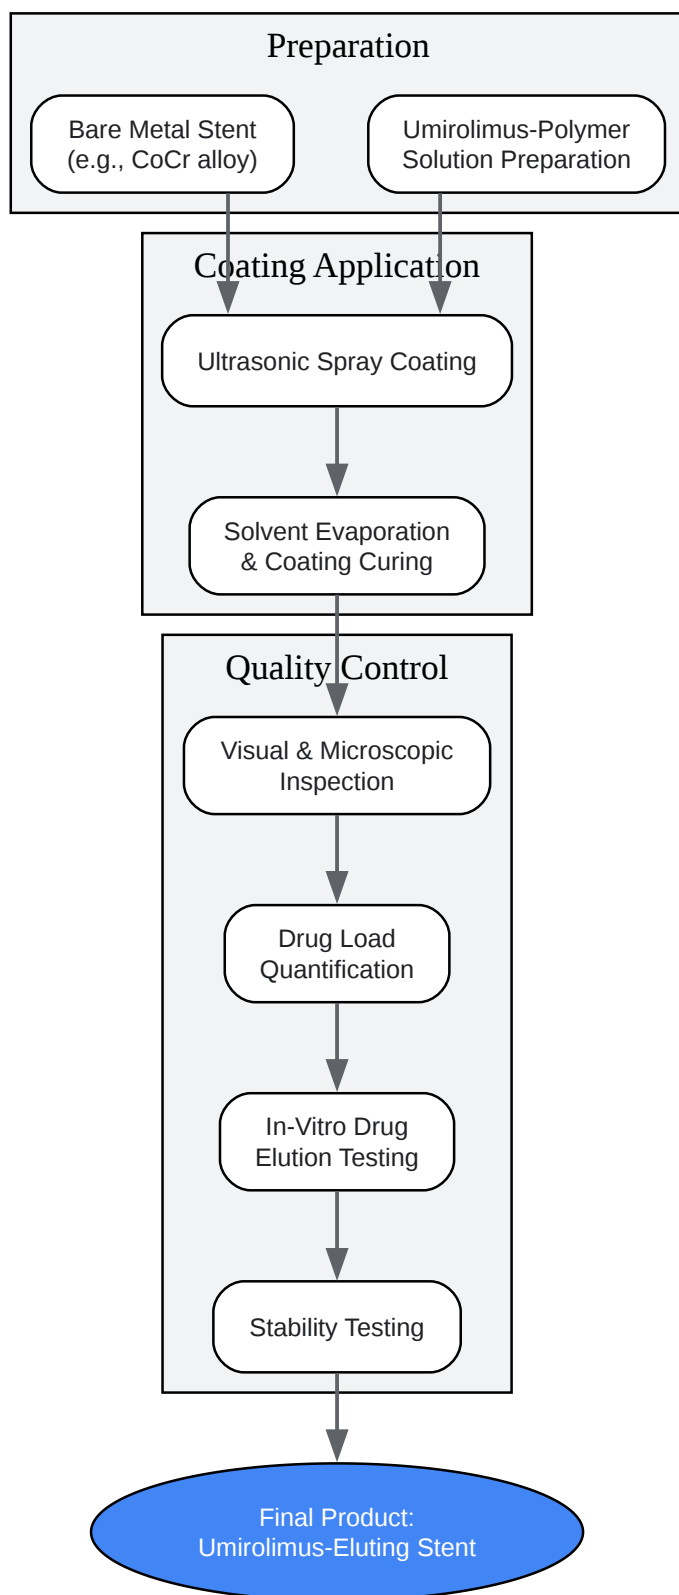 Preparation
Bare Metal Stent
(e.g., CoCr alloy)
Umirolimus-Polymer
Solution Preparation
Coating Application
Ultrasonic Spray Coating
Solvent Evaporation
& Coating Curing
Quality Control
Visual & Microscopic
Inspection
Drug Load
Quantification
In-Vitro Drug
Elution Testing
Stability Testing
Final Product:
Umirolimus-Eluting Stent